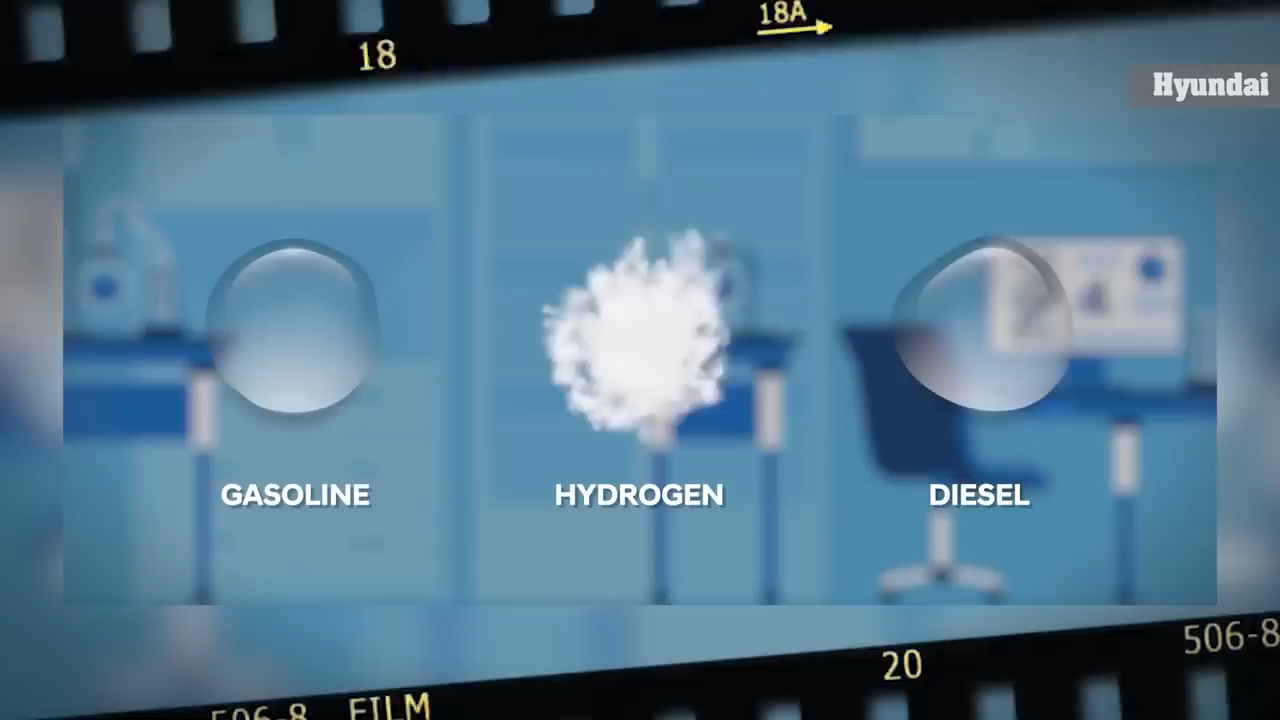 18A
18
Hyundai
GASOLINE HYDROGEN DIESEL
506-8
20
506-8 FILM